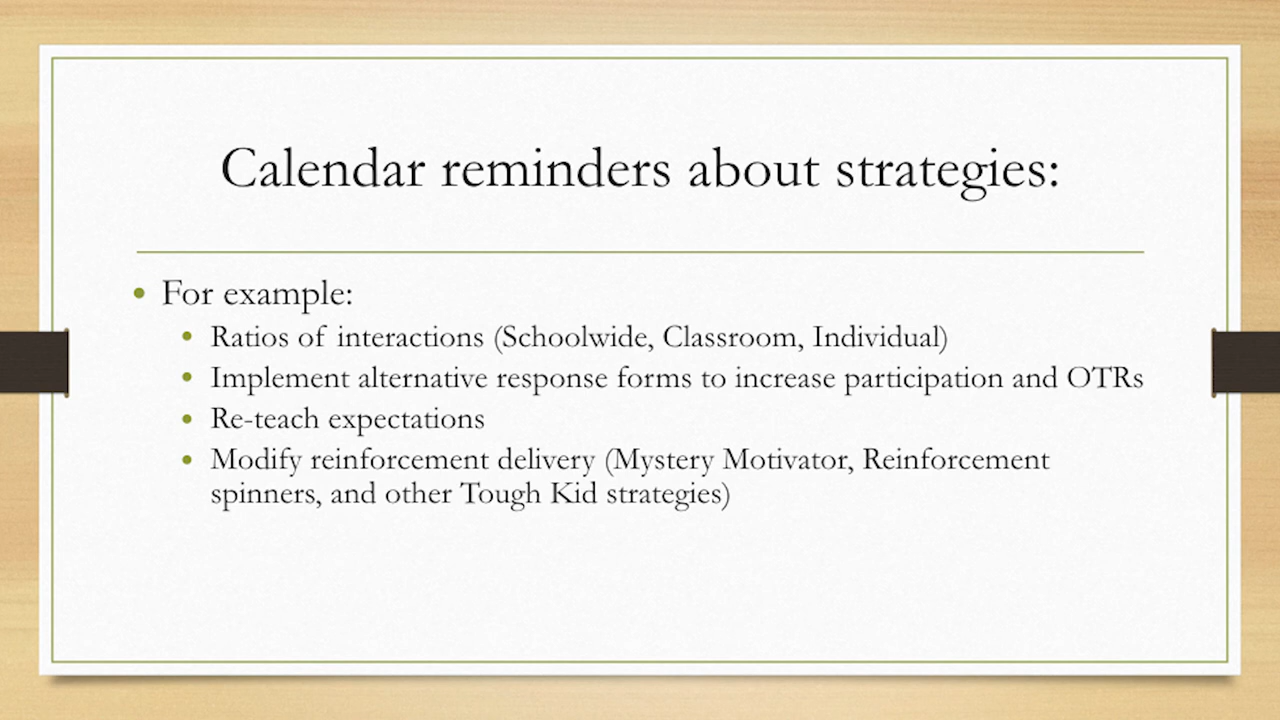 Calendar reminders about strategies:
• For example:
• Ratios of interactions (Schoolwide, Classroom, Individual)
• Implement alternative response forms to increase participation and OTRs
• Re-teach expectations
• Modify reinforcement delivery (Mystery Motivator, Reinforcement
spinners, and other Tough Kid strategies)